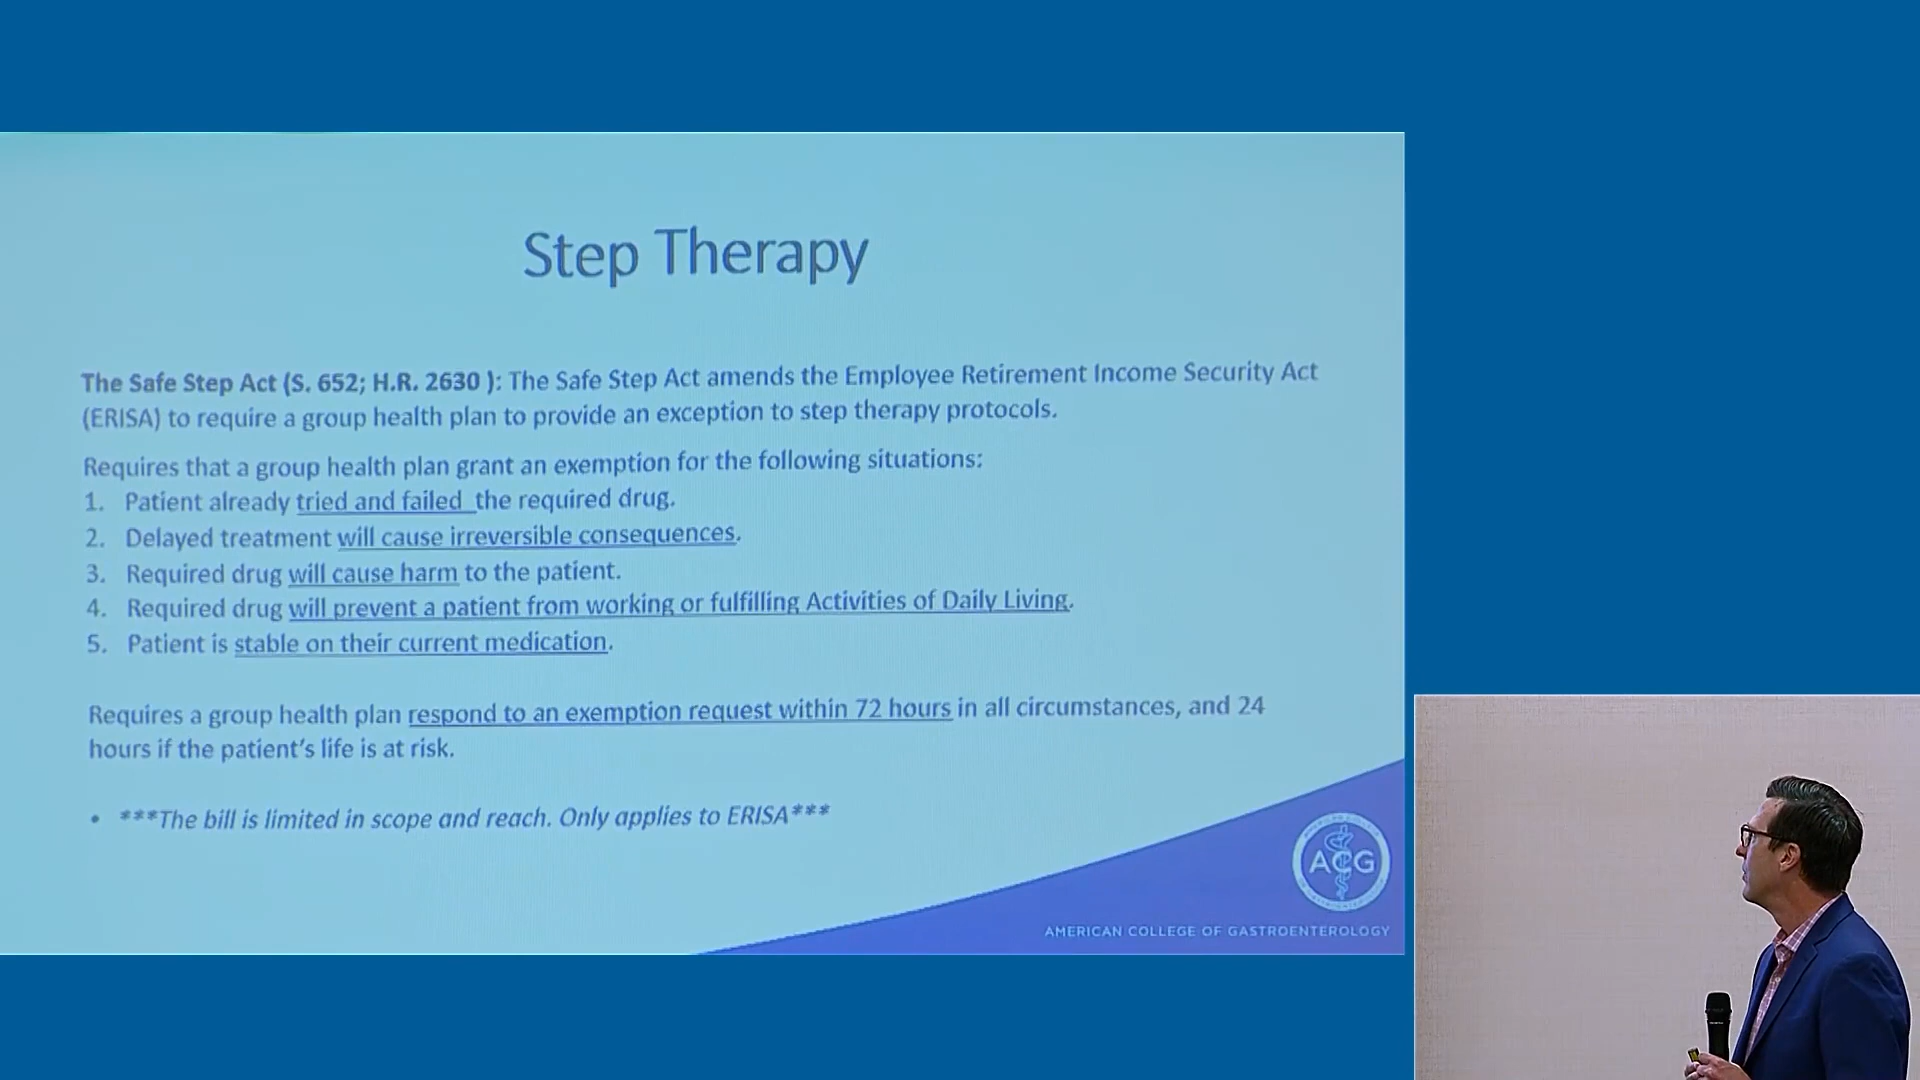 Step Therapy
The Safe Step Act (S. 652; H.R. 2630 ): The Safe Step Act amends the Employee Retirement Income Security Act
(ERISA) to require a group health plan to provide an exception to step therapy protocols.
Requires that a group health plan grant an exemption for the following situations:
1. Patient already tried and failed the required drug.
2. Delayed treatment will cause irreversible consequences.
3. Required drug will cause harm to the patient.
4. Required drug will prevent a patient from working or fulfilling Activities of Daily Living.
5. Patient is stable on their current medication.
Requires a group health plan respond to an exemption request within 72 hours in all circumstances, and 24
hours if the patient's life is at risk.
• ***The bill is limited in scope and reach. Only applies to ERISA***
ACG
AMERICAN COLLEGE OF GASTROENTEROLOGY